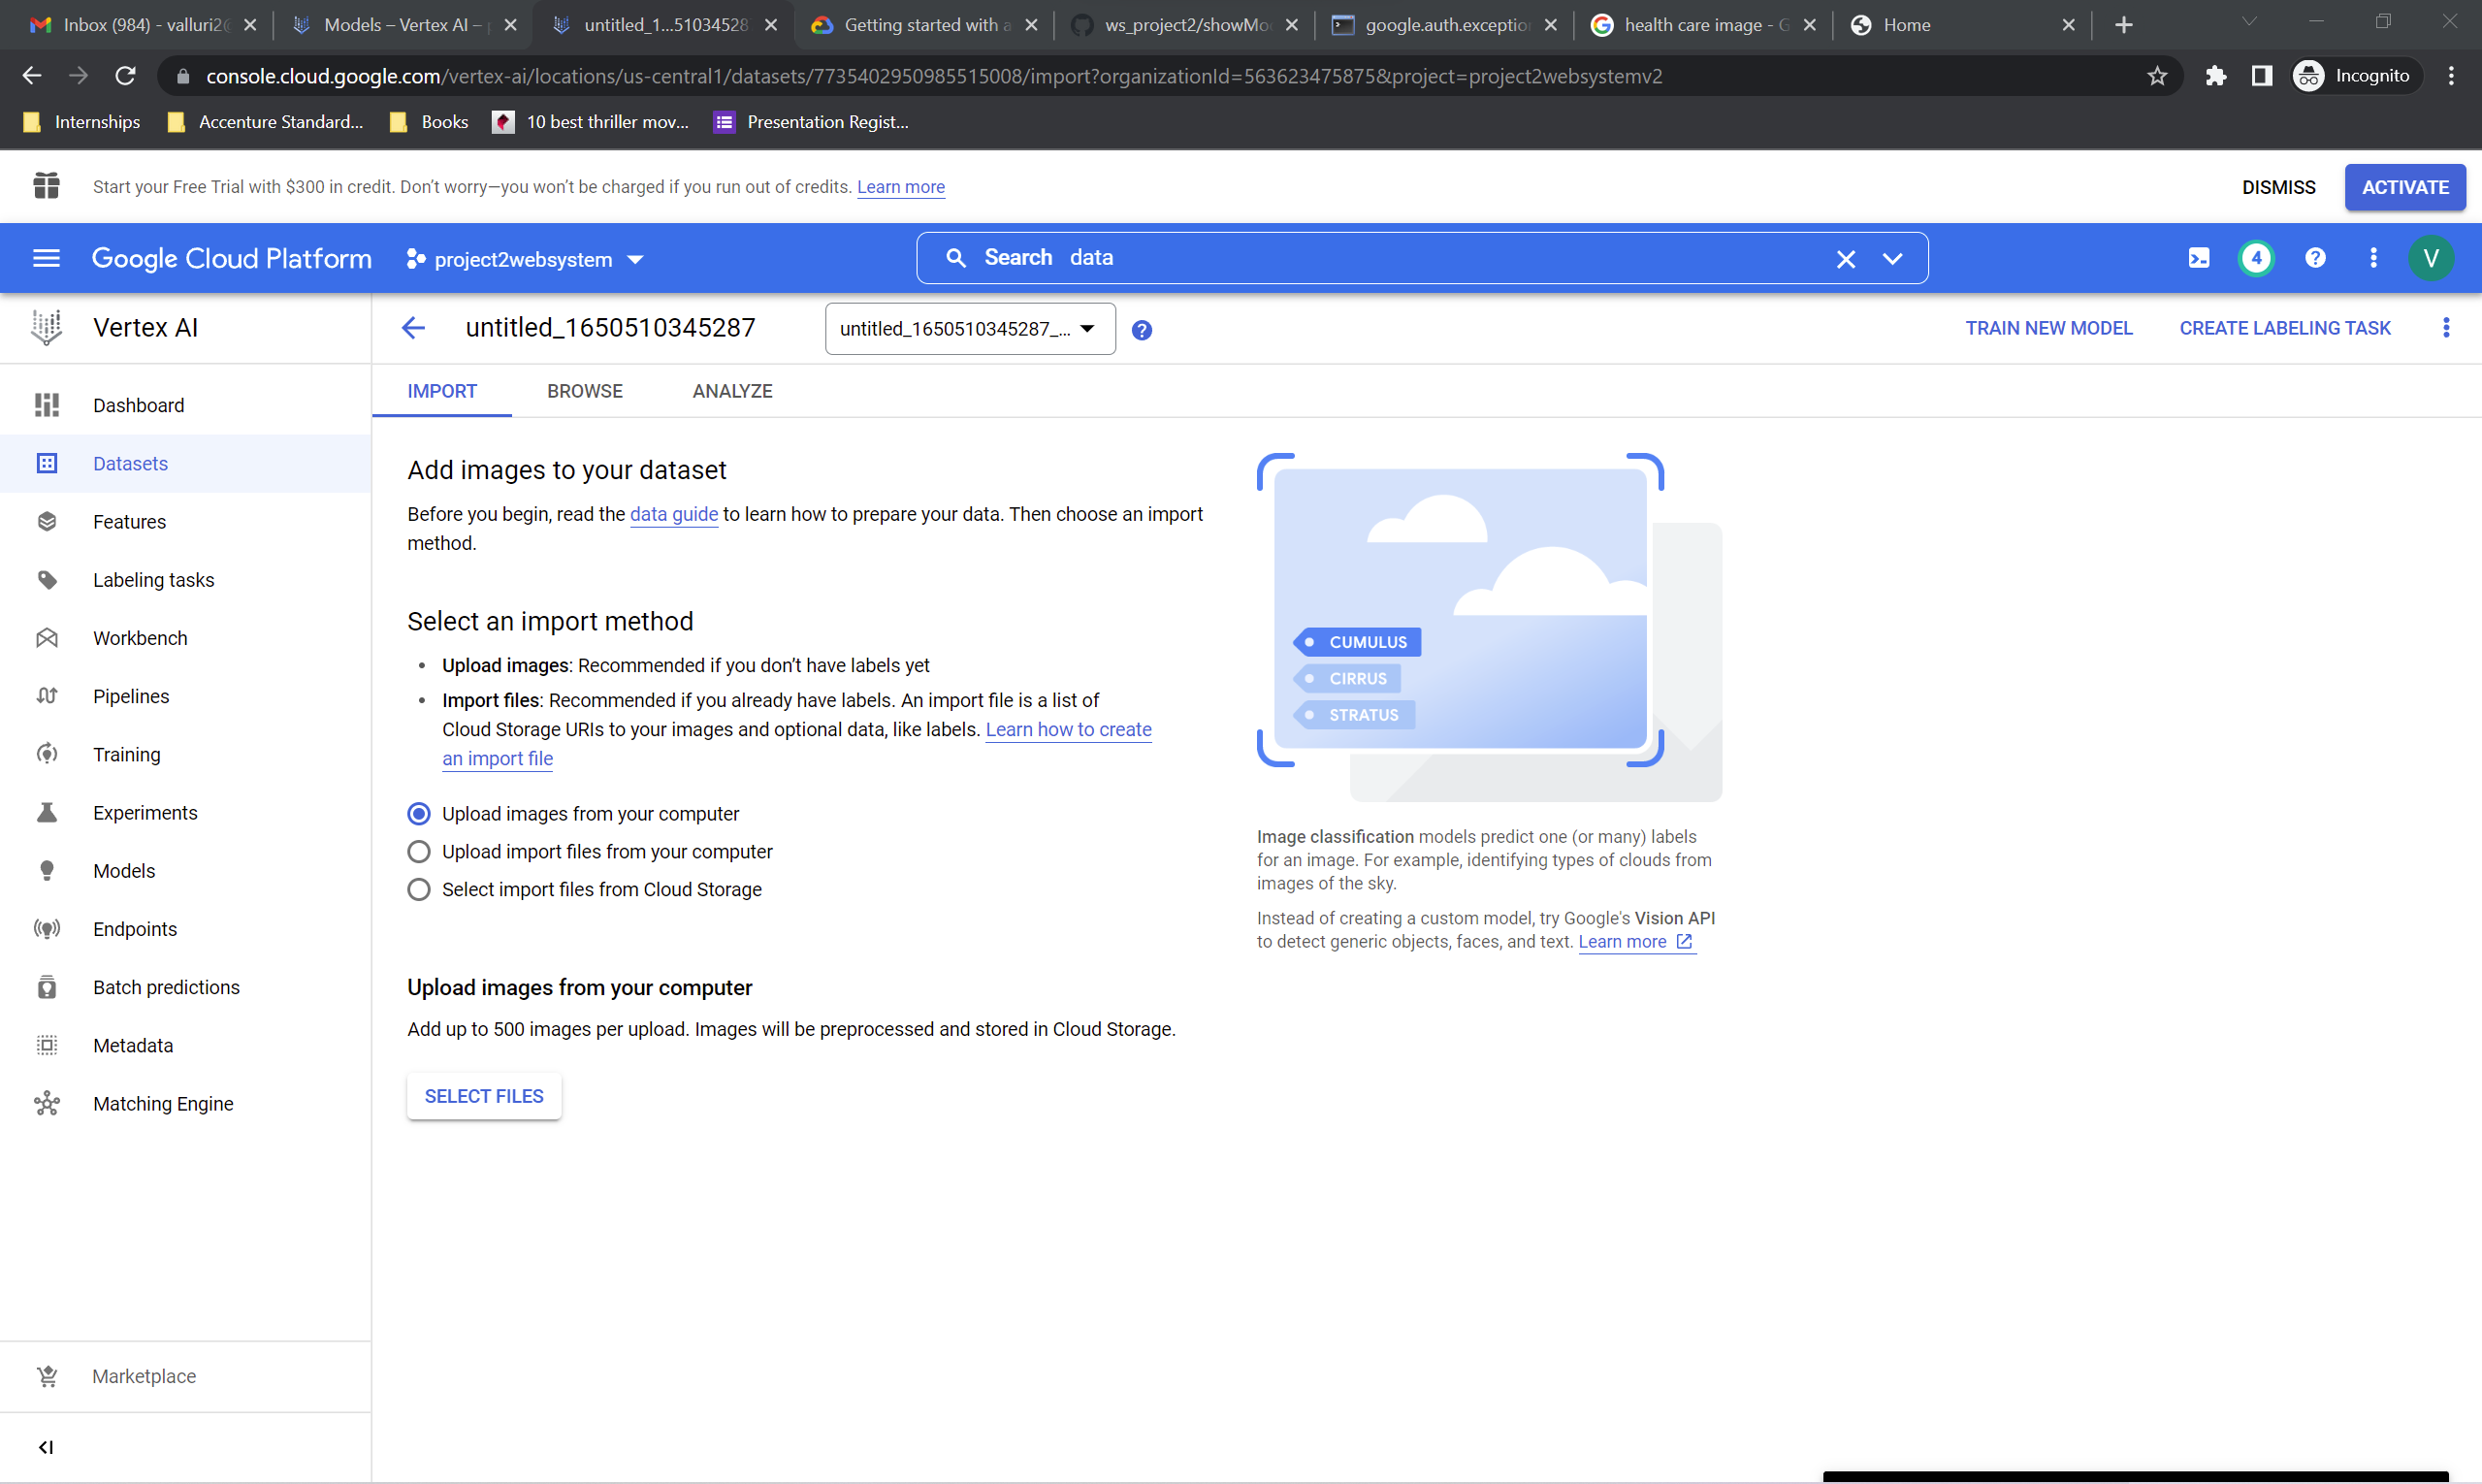 Inbox (984) - valluri2@
Models – Vertex AI –
untitled_1...51034528
Getting started with a
ws_project2/showMo
google.auth.exception
health care image - G
Home
console.cloud.google.com/vertex-ai/locations/us-central1/datasets/7735402950985515008/import?organizationId=563623475875&project=project2websystemv2
Incognito
Internships
Accenture Standard...
Books
10 best thriller mov...
Presentation Regist...
Start your Free Trial with $300 in credit. Don't worry—you won't be charged if you run out of credits. Learn more
DISMISS
ACTIVATE
Google Cloud Platform
project2websystem
Search data
4
V
Vertex AI
untitled_1650510345287
untitled_1650510345287_...
TRAIN NEW MODEL
CREATE LABELING TASK
Dashboard
Datasets
Features
Labeling tasks
Workbench
Pipelines
Training
Experiments
Models
Endpoints
Batch predictions
Metadata
Matching Engine
Marketplace
IMPORT
BROWSE
ANALYZE
Add images to your dataset
Before you begin, read the data guide to learn how to prepare your data. Then choose an import
method.
Select an import method
• Upload images: Recommended if you don't have labels yet
• Import files: Recommended if you already have labels. An import file is a list of
Cloud Storage URIs to your images and optional data, like labels. Learn how to create
an import file
Upload images from your computer
Upload import files from your computer
Select import files from Cloud Storage
Upload images from your computer
Add up to 500 images per upload. Images will be preprocessed and stored in Cloud Storage.
SELECT FILES
CUMULUS
CIRRUS
STRATUS
Image classification models predict one (or many) labels
for an image. For example, identifying types of clouds from
images of the sky.
Instead of creating a custom model, try Google's Vision API
to detect generic objects, faces, and text. Learn more